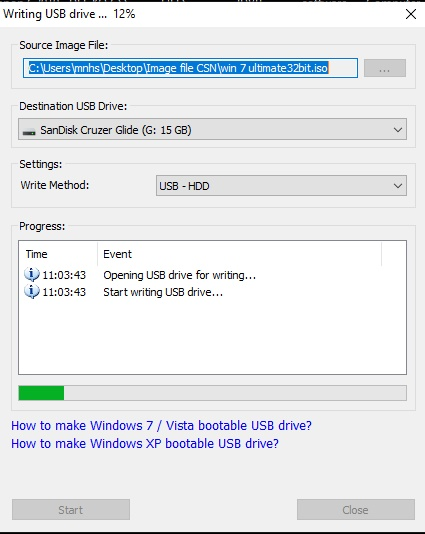 Writing USB drive ... 12%
Source Image File:
C:\Users\mnhs\Desktop\Image file CSN\win 7 ultimate32bit.iso
...
Destination USB Drive:
SanDisk Cruzer Glide (G: 15 GB)
Settings:
Write Method:
USB - HDD
Progress:
Time Event
11:03:43 Opening USB drive for writing...
11:03:43 Start writing USB drive...
How to make Windows 7 / Vista bootable USB drive?
How to make Windows XP bootable USB drive?
Start Close